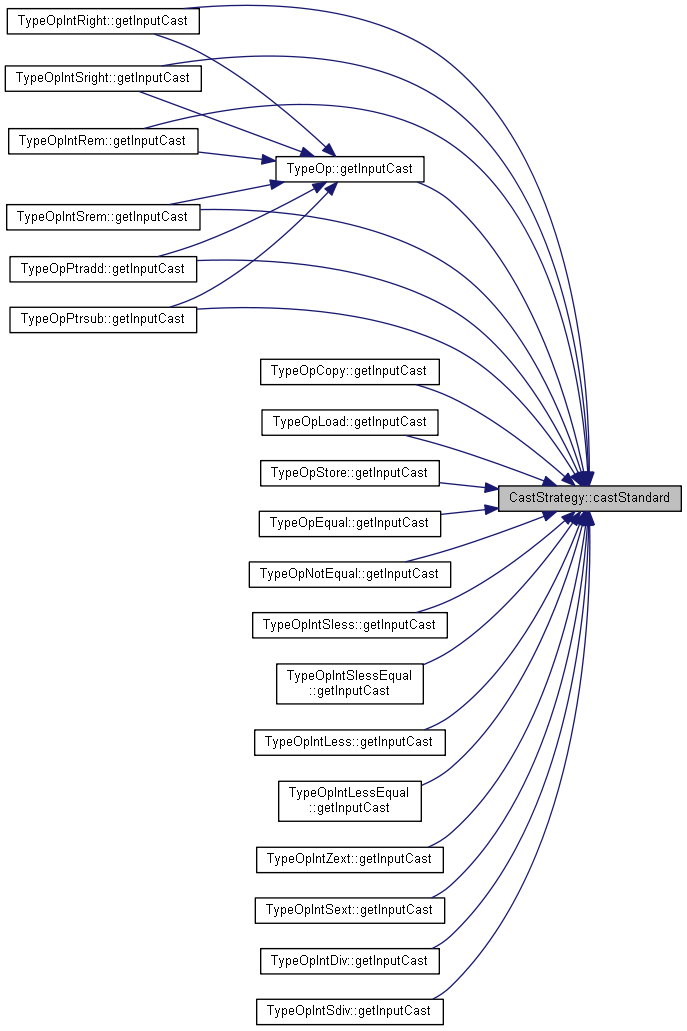 TypeOpIntRight::getInputCast
TypeOpIntSright::getInputCast
TypeOpIntRem::getInputCast
TypeOp::getInputCast
TypeOpIntSrem::getInputCast
TypeOpPtradd::getInputCast
TypeOpPtrsub::getInputCast
TypeOpCopy::getInputCast
TypeOpLoad::getInputCast
TypeOpStore::getInputCast
CastStrategy::castStandard
TypeOpEqual::getInputCast
TypeOpNotEqual::getInputCast
TypeOpIntSless::getInputCast
TypeOpIntSlessEqual
::getInputCast
TypeOpIntLess::getInputCast
TypeOpIntLessEqual
::getInputCast
TypeOpIntZext::getInputCast
TypeOpIntSext::getInputCast
TypeOpIntDiv::getInputCast
TypeOpIntSdiv::getInputCast